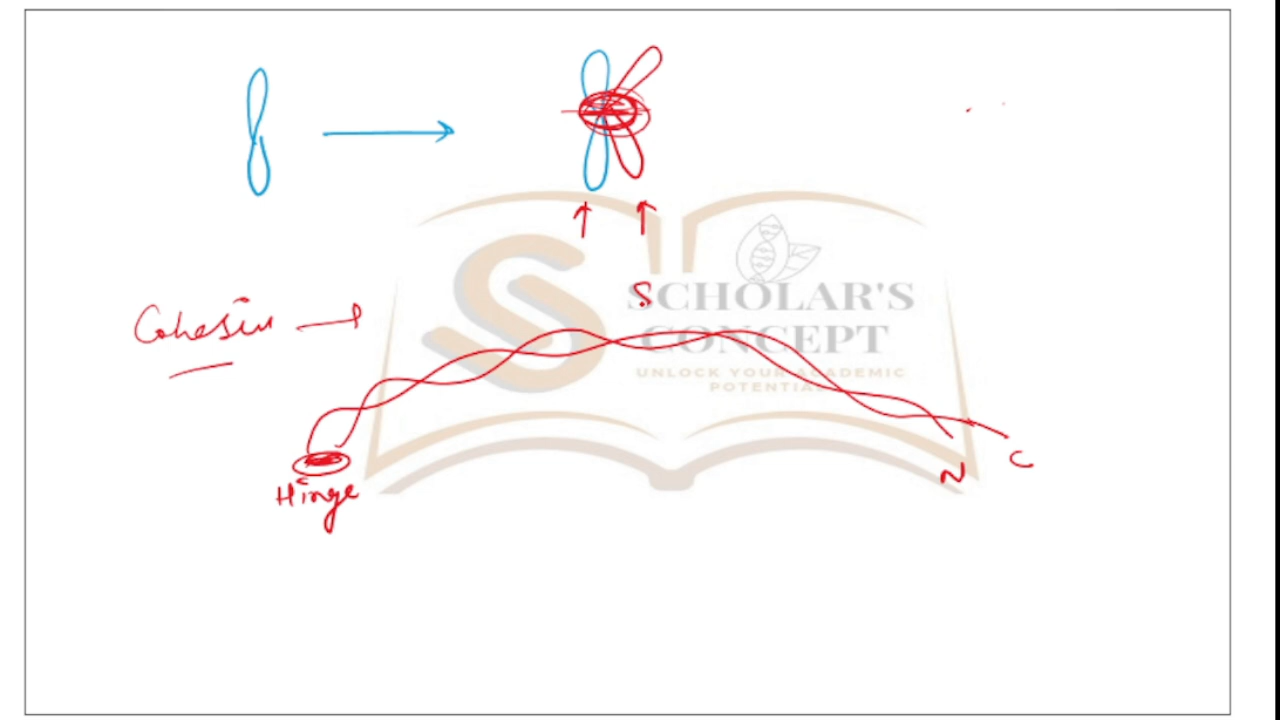 S
SCHOLAR'S
CONCEPT
UNLOCK YOUR ACADEMIC
POTENTIAL
Cohesin
Hinge
N
C